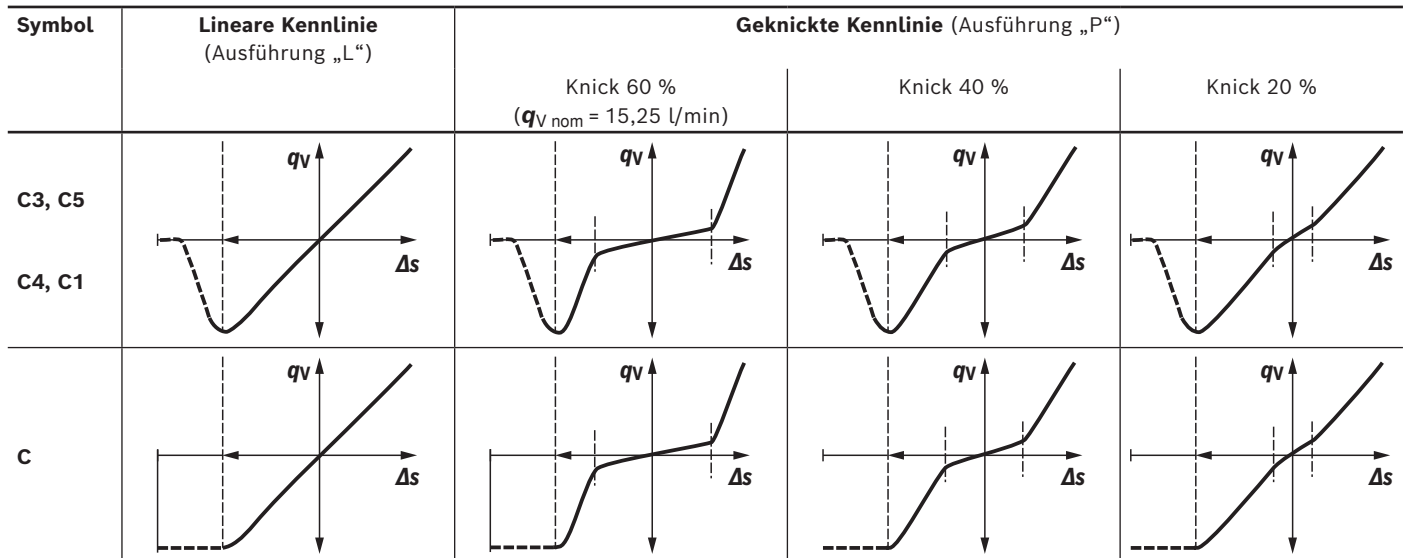 Symbol
Lineare Kennlinie
(Ausführung „L“)
Geknickte Kennlinie (Ausführung „P“)
Knick 60 %
(qV nom = 15,25 l/min)
Knick 40 %
Knick 20 %
C3, C5
C4, C1
qV
Δs
qV
Δs
qV
Δs
qV
Δs
C
qV
Δs
qV
Δs
qV
Δs
qV
Δs